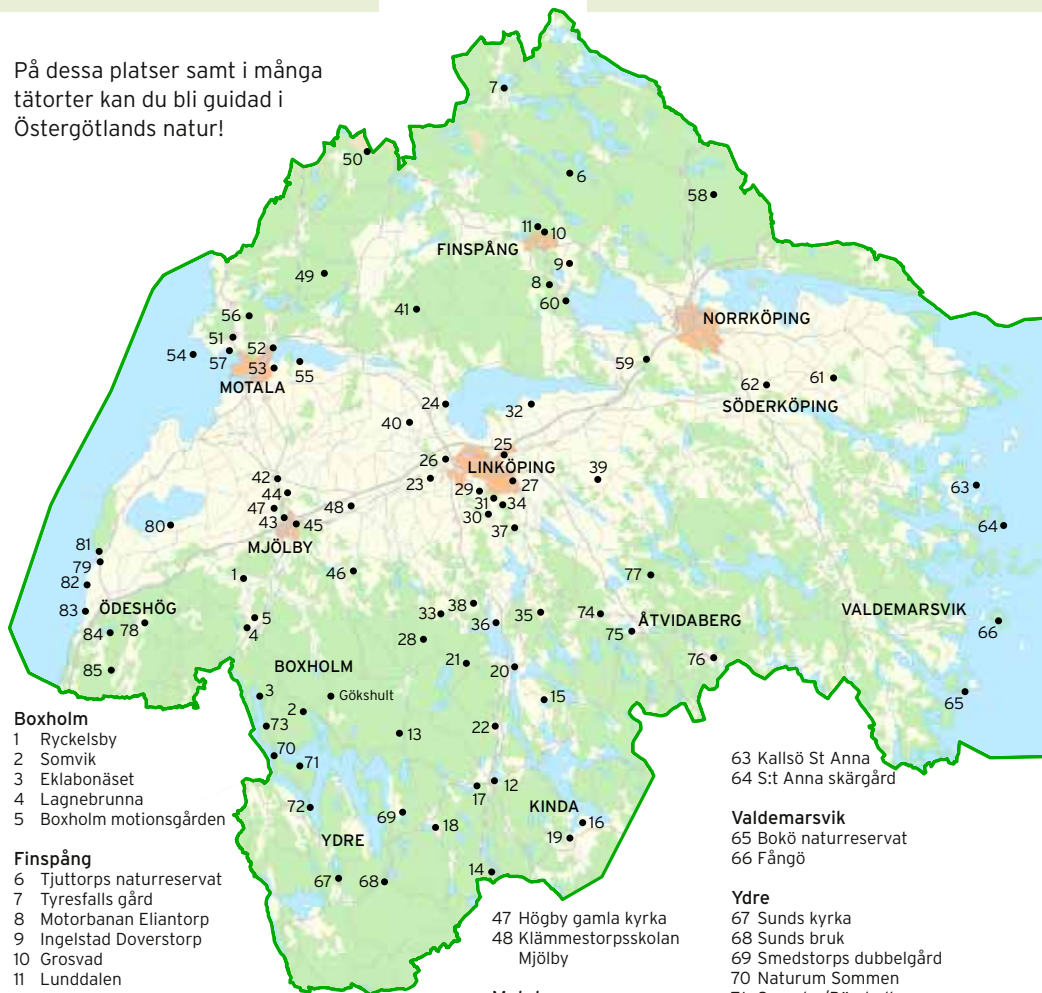 På dessa platser samt i många
tätorter kan du bli guidad i
Östergötlands natur!
7
50
6
58
11
10
FINSPÅNG
9
49
8
60
41
56
NORRKÖPING
51
52
54
57
59
53
55
61
MOTALA
62
24
32
SÖDERKÖPING
40
25
26
LINKÖPING
42
23
27
39
44
29
63
47
48
31
34
43
45
30
80
37
64
MJÖLBY
81
79
46
77
1
82
83
ÖDESHÖG
38
33
35
74
ÅTVIDABERG
VALDEMARSVIK
5
78
36
66
84
4
75
28
21
76
85
BOXHOLM
20
3
Gökshult
15
65
2
73
13
22
70
71
12
17
72
KINDA
69
16
18
YDRE
19
14
67
68
Boxholm
1 Ryckelsby
2 Somvik
3 Eklabonäset
4 Lagnebrunna
5 Boxholm motionsgården
Finspång
6 Tjuttorps naturreservat
7 Tyresfalls gård
8 Motorbanan Eliantorp
9 Ingelstad Doverstorp
10 Grosvad
11 Lunddalen
47 Högby gamla kyrka
48 Klämmestorpsskolan
Mjölby
63 Kallsö St Anna
64 S:t Anna skärgård
Valdemarsvik
65 Bokö naturreservat
66 Fångö
Ydre
67 Sunds kyrka
68 Sunds bruk
69 Smedstorps dubbelgård
70 Naturum Sommen